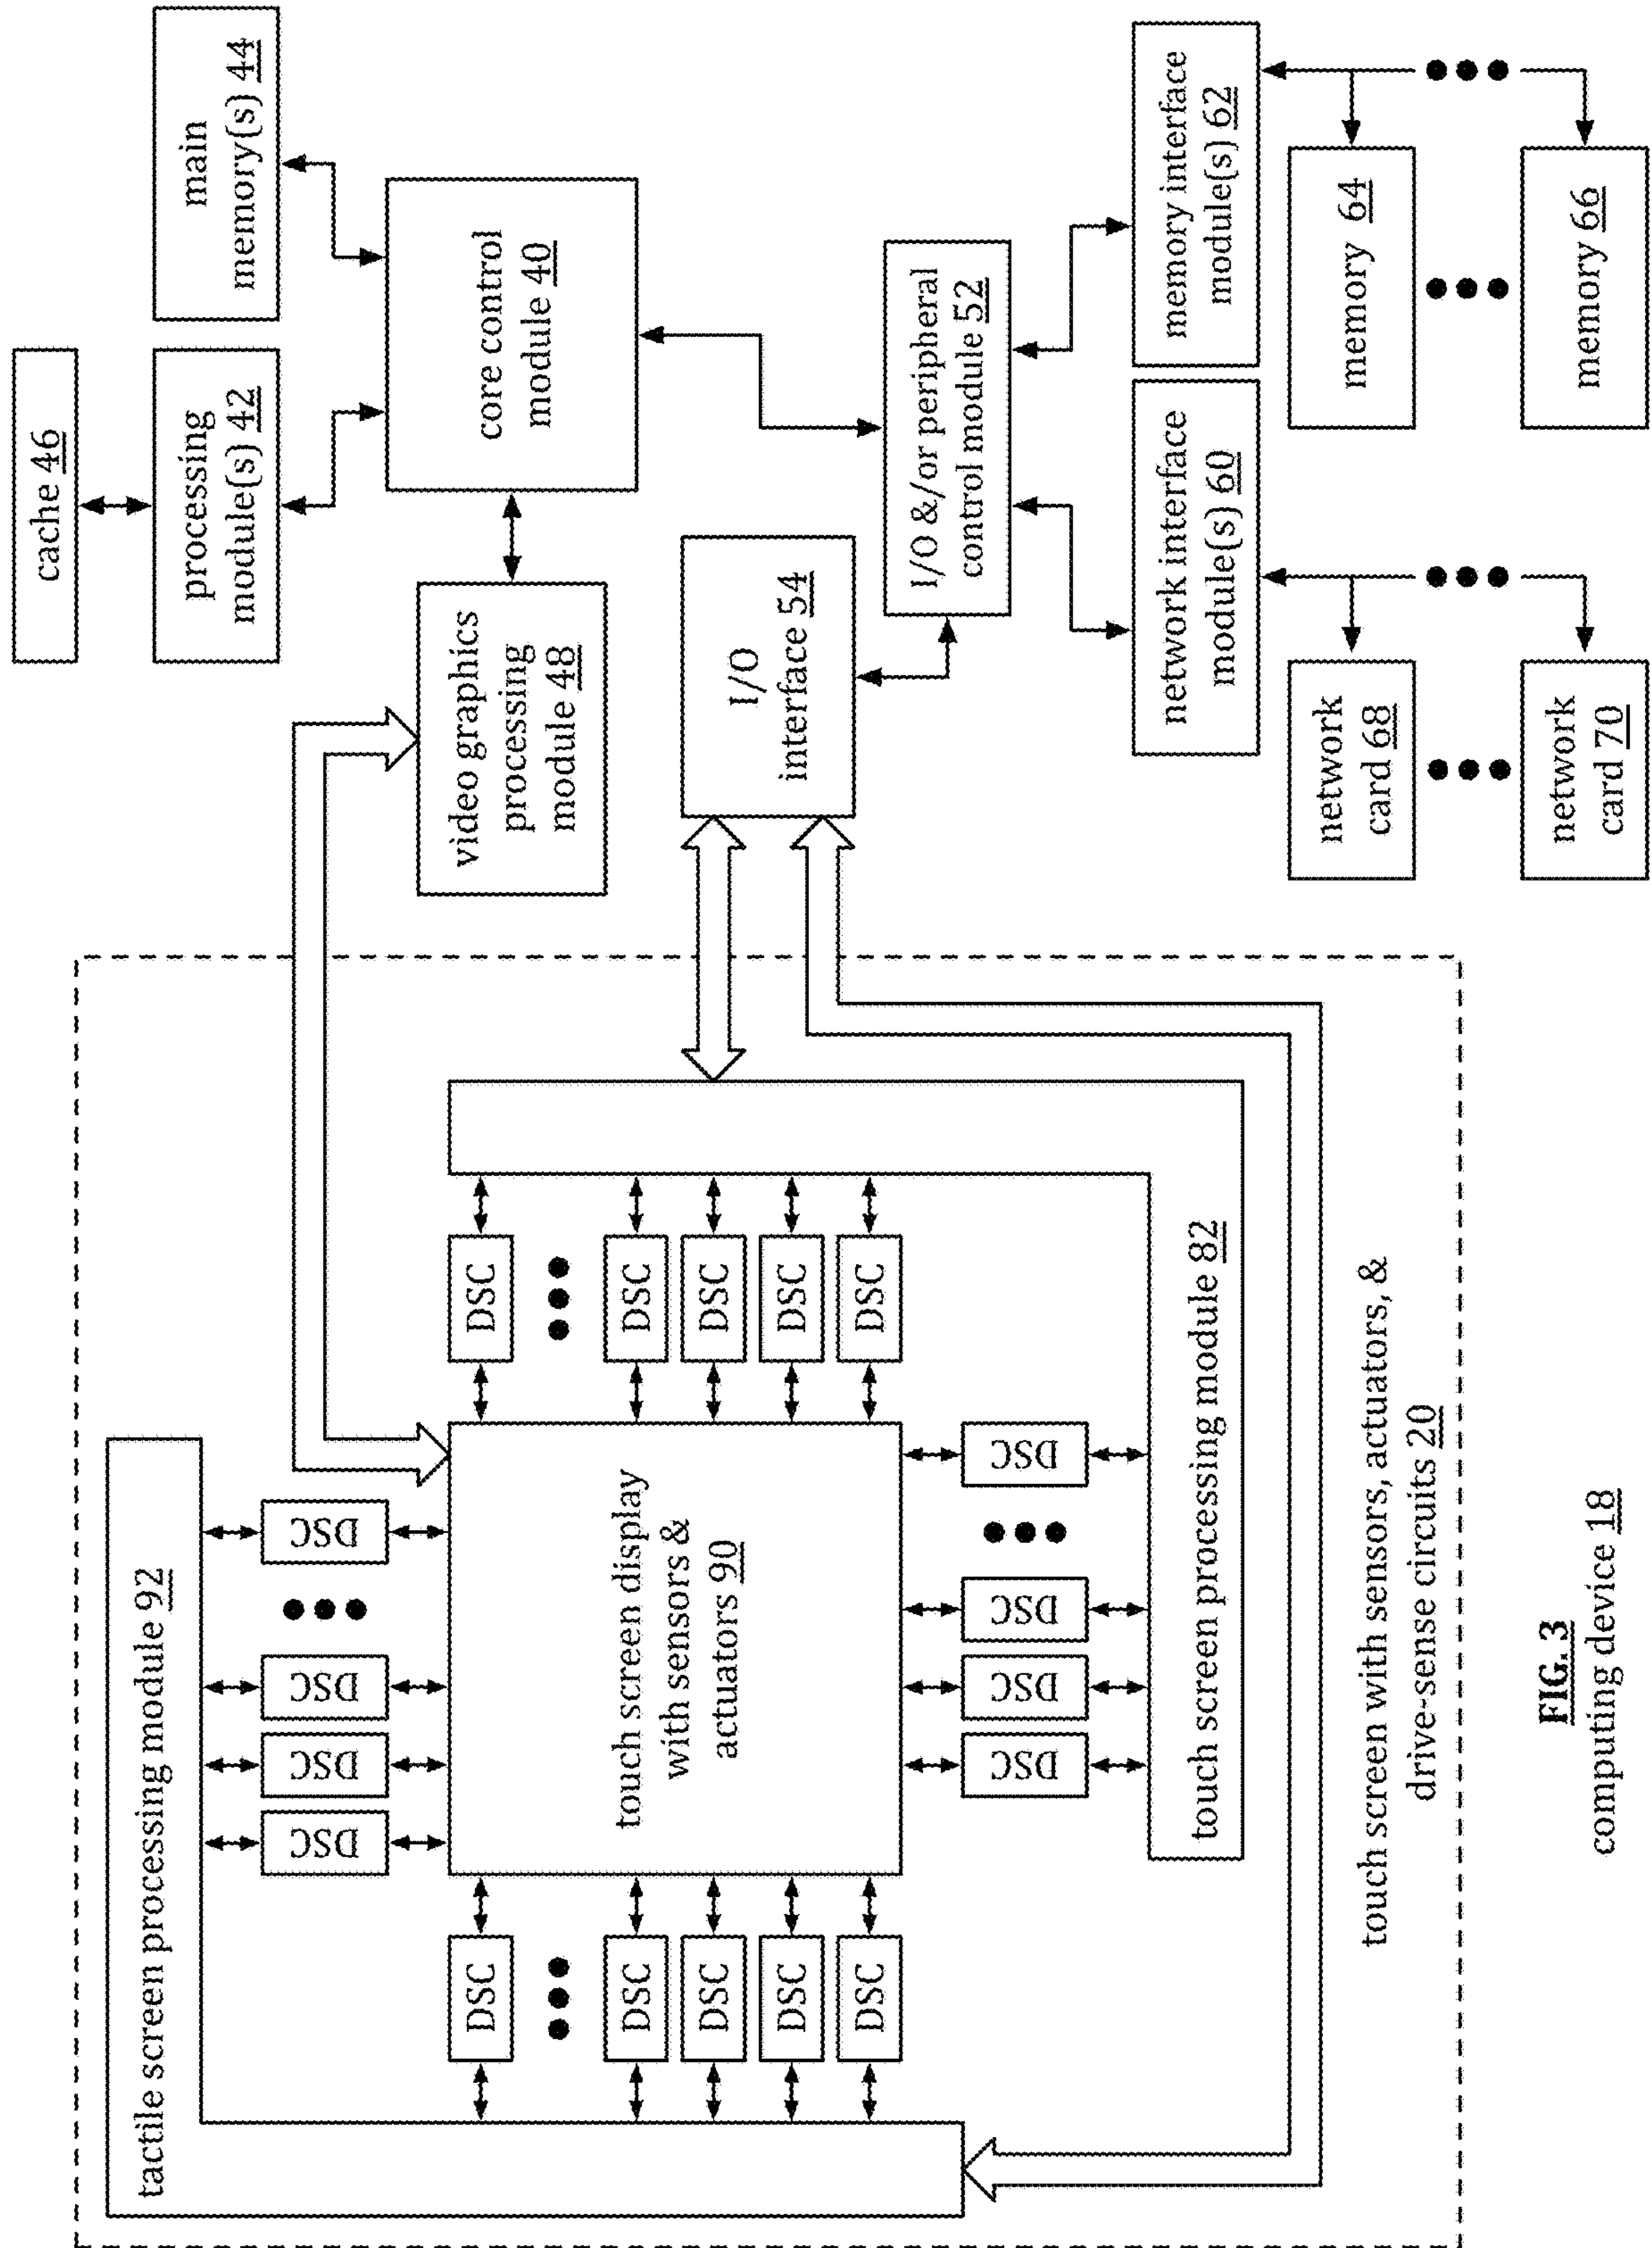 tactile screen processing module 92
DSC
DSC
DSC
DSC
DSC
DSC
DSC
DSC
DSC
touch screen display
with sensors &
actuators 90
DSC
DSC
DSC
DSC
DSC
DSC
DSC
DSC
DSC
touch screen processing module 82
touch screen with sensors, actuators, &
drive-sense circuits 20
cache 46
processing
module(s) 42
main
memory(s) 44
video graphics
processing
module 48
core control
module 40
I/O
interface 54
I/O &/or peripheral
control module 52
network interface
module(s) 60
memory interface
module(s) 62
network
card 68
memory 64
network
card 70
memory 66
FIG. 3
computing device 18